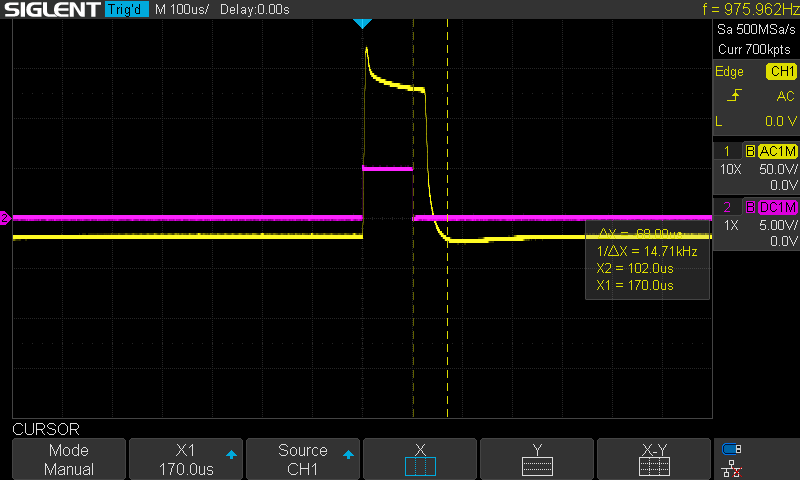 SIGLENT Trig'd M 100us/ Delay:0.00s f = 975.962Hz
Sa 500MSa/s
Curr 700kpts
Edge CH1
AC
L 0.0 V
1 B AC1M
10X 50.0V/
0.0V
2 B DC1M
1X 5.00V/
0.0V
2
ΔX = -68.00us
1/ΔX = 14.71kHz
X2 = 102.0us
X1 = 170.0us
CURSOR
Mode
Manual
X1
170.0us
Source
CH1
X
Y
X-Y